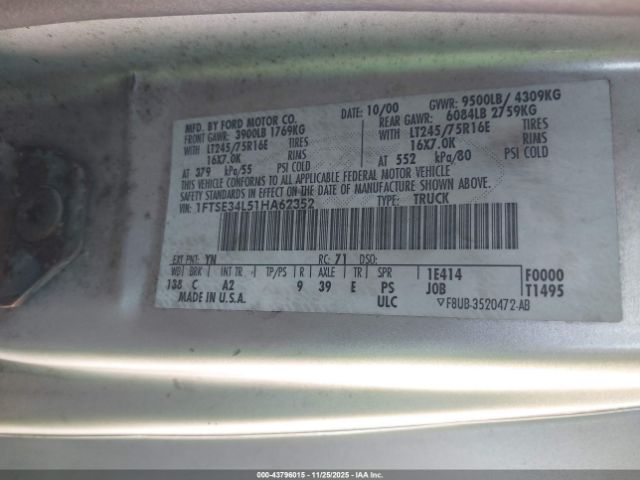 MFD. BY FORD MOTOR CO.
DATE: 10/00 GVWR: 9500LB/ 4309KG
FRONT GAWR: 3900LB 1769KG REAR GAWR: 6084LB 2759KG
WITH LT245/75R16E TIRES WITH LT245/75R16E TIRES
16X7.0K RIMS 16X7.0K RIMS
AT 379 kPa/55 PSI COLD AT 552 kPa/80 PSI COLD
THIS VEHICLE CONFORMS TO ALL APPLICABLE FEDERAL MOTOR VEHICLE
SAFETY STANDARDS IN EFFECT ON THE DATE OF MANUFACTURE SHOWN ABOVE.
VIN: 1FTSE34L51HA62352 TYPE: TRUCK
EXT PNT: YN RC: 71 DSO:
WB BRK INT TR TP/PS R AXLE TR SPR 1E414 F0000
138 C A2 9 39 E PS JOB T1495
MADE IN U.S.A. ULC ▽F8UB-3520472-AB
000-43796015 - 11/25/2025 - IAAI.COM